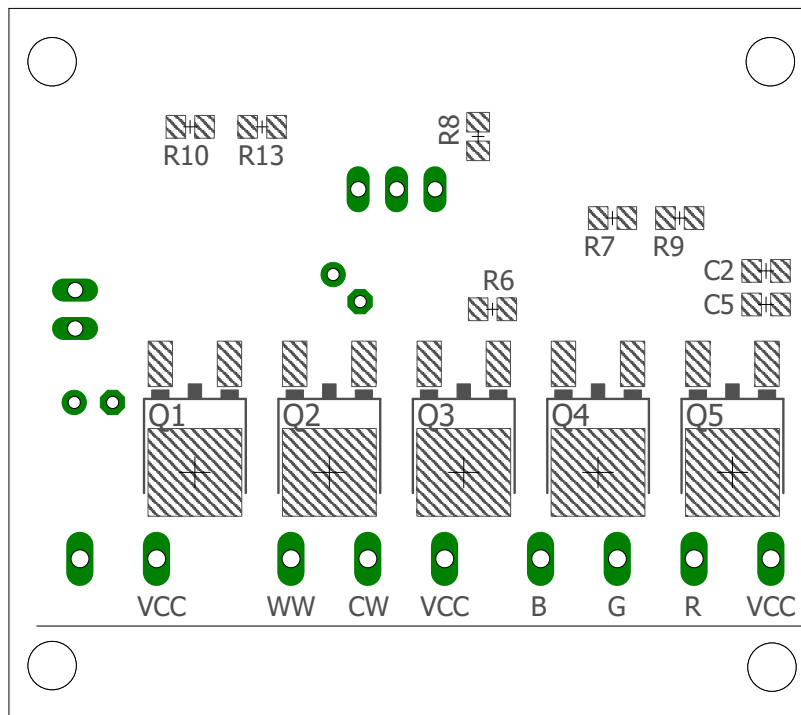 R8
R10 R13
R7 R9
C2
R6
C5
Q1 Q2 Q3 Q4 Q5
VCC WW CW VCC B G R VCC